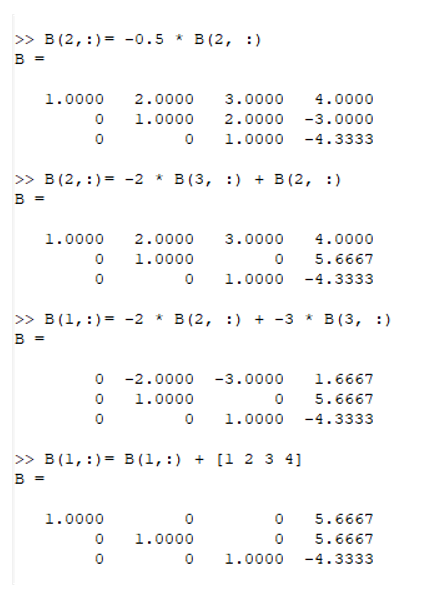 >> B(2,:)= -0.5 * B(2, :)
B =
1.0000 2.0000 3.0000 4.0000
0 1.0000 2.0000 -3.0000
0 0 1.0000 -4.3333
>> B(2,:)= -2 * B(3, :) + B(2, :)
B =
1.0000 2.0000 3.0000 4.0000
0 1.0000 0 5.6667
0 0 1.0000 -4.3333
>> B(1,:)= -2 * B(2, :) + -3 * B(3, :)
B =
0 -2.0000 -3.0000 1.6667
0 1.0000 0 5.6667
0 0 1.0000 -4.3333
>> B(1,:)= B(1,:) + [1 2 3 4]
B =
1.0000 0 0 5.6667
0 1.0000 0 5.6667
0 0 1.0000 -4.3333